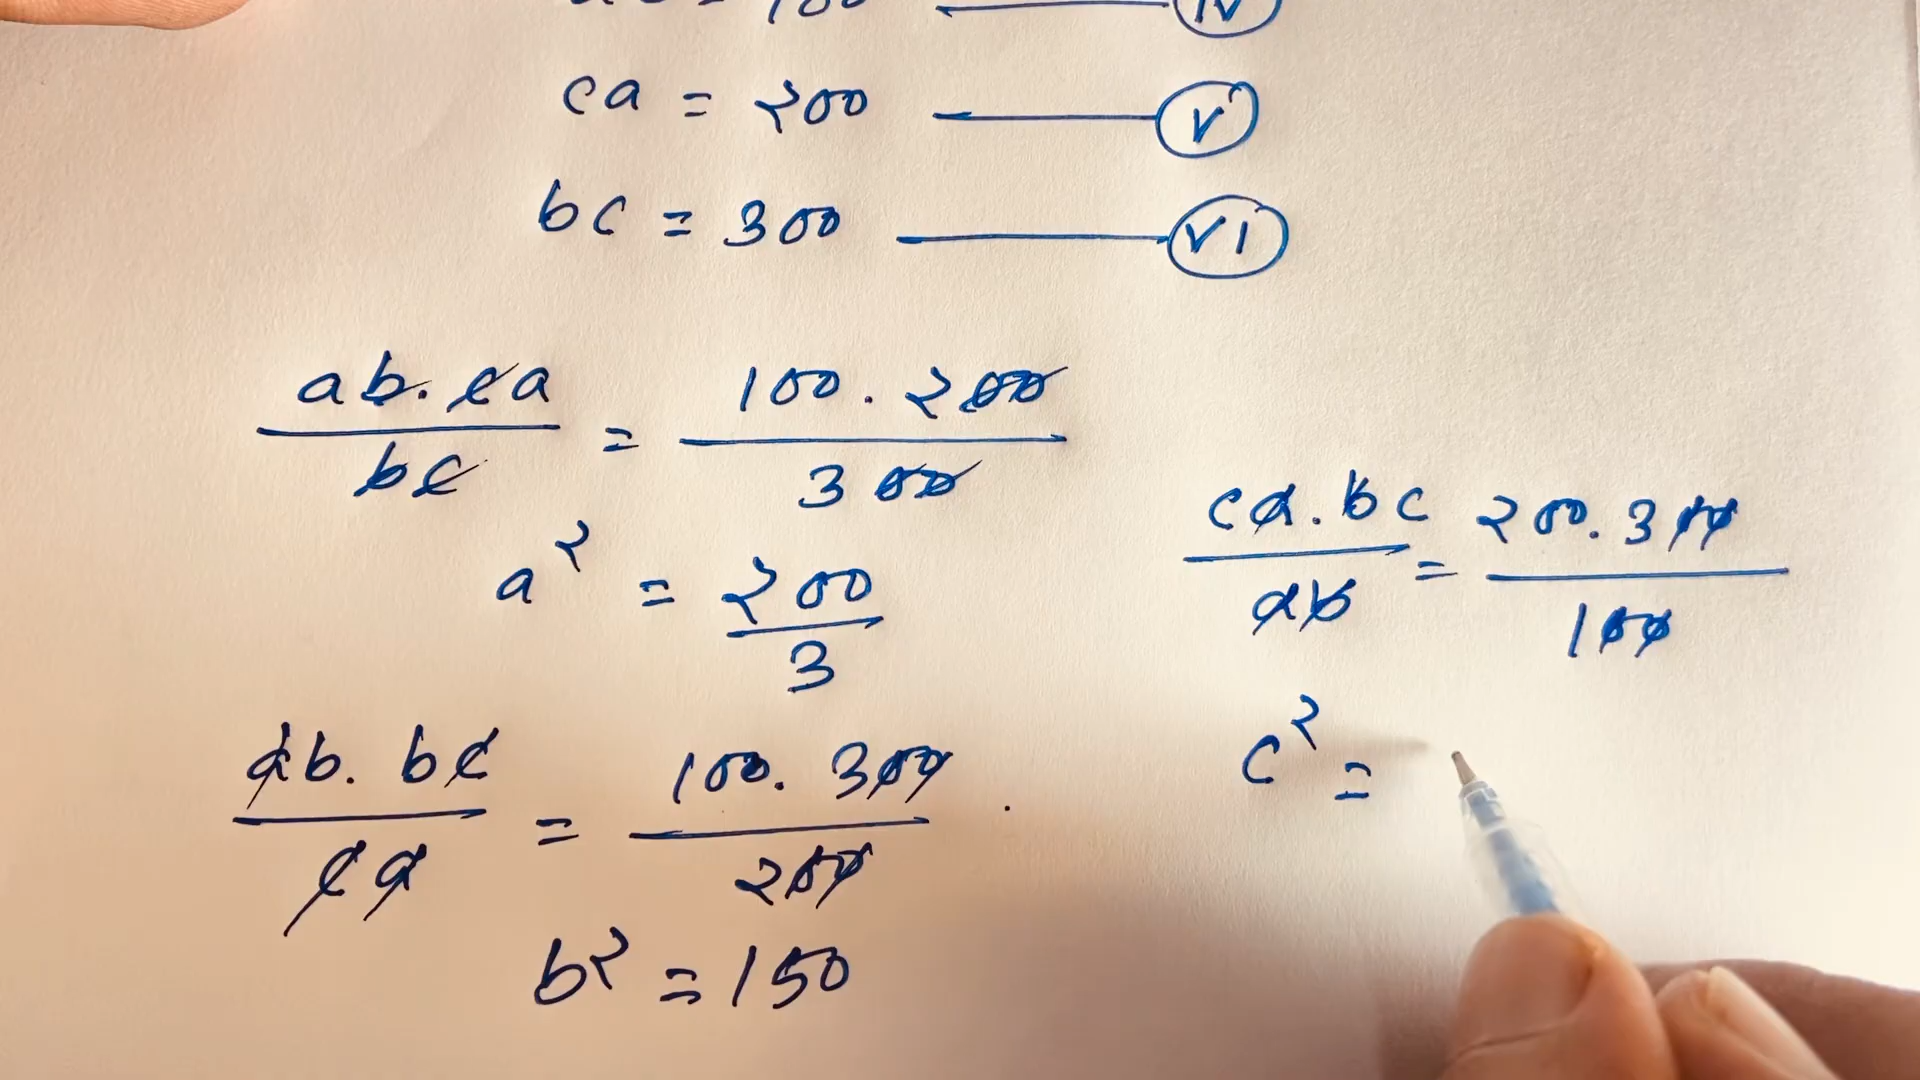 ca = 200 ——— V
bc = 300 ——— VI
ab.ca / bc = 100.200 / 300
a² = 200 / 3
ab.bc / ca = 100.300 / 200
b² = 150
ca.bc / ab = 200.300 / 100
c² =